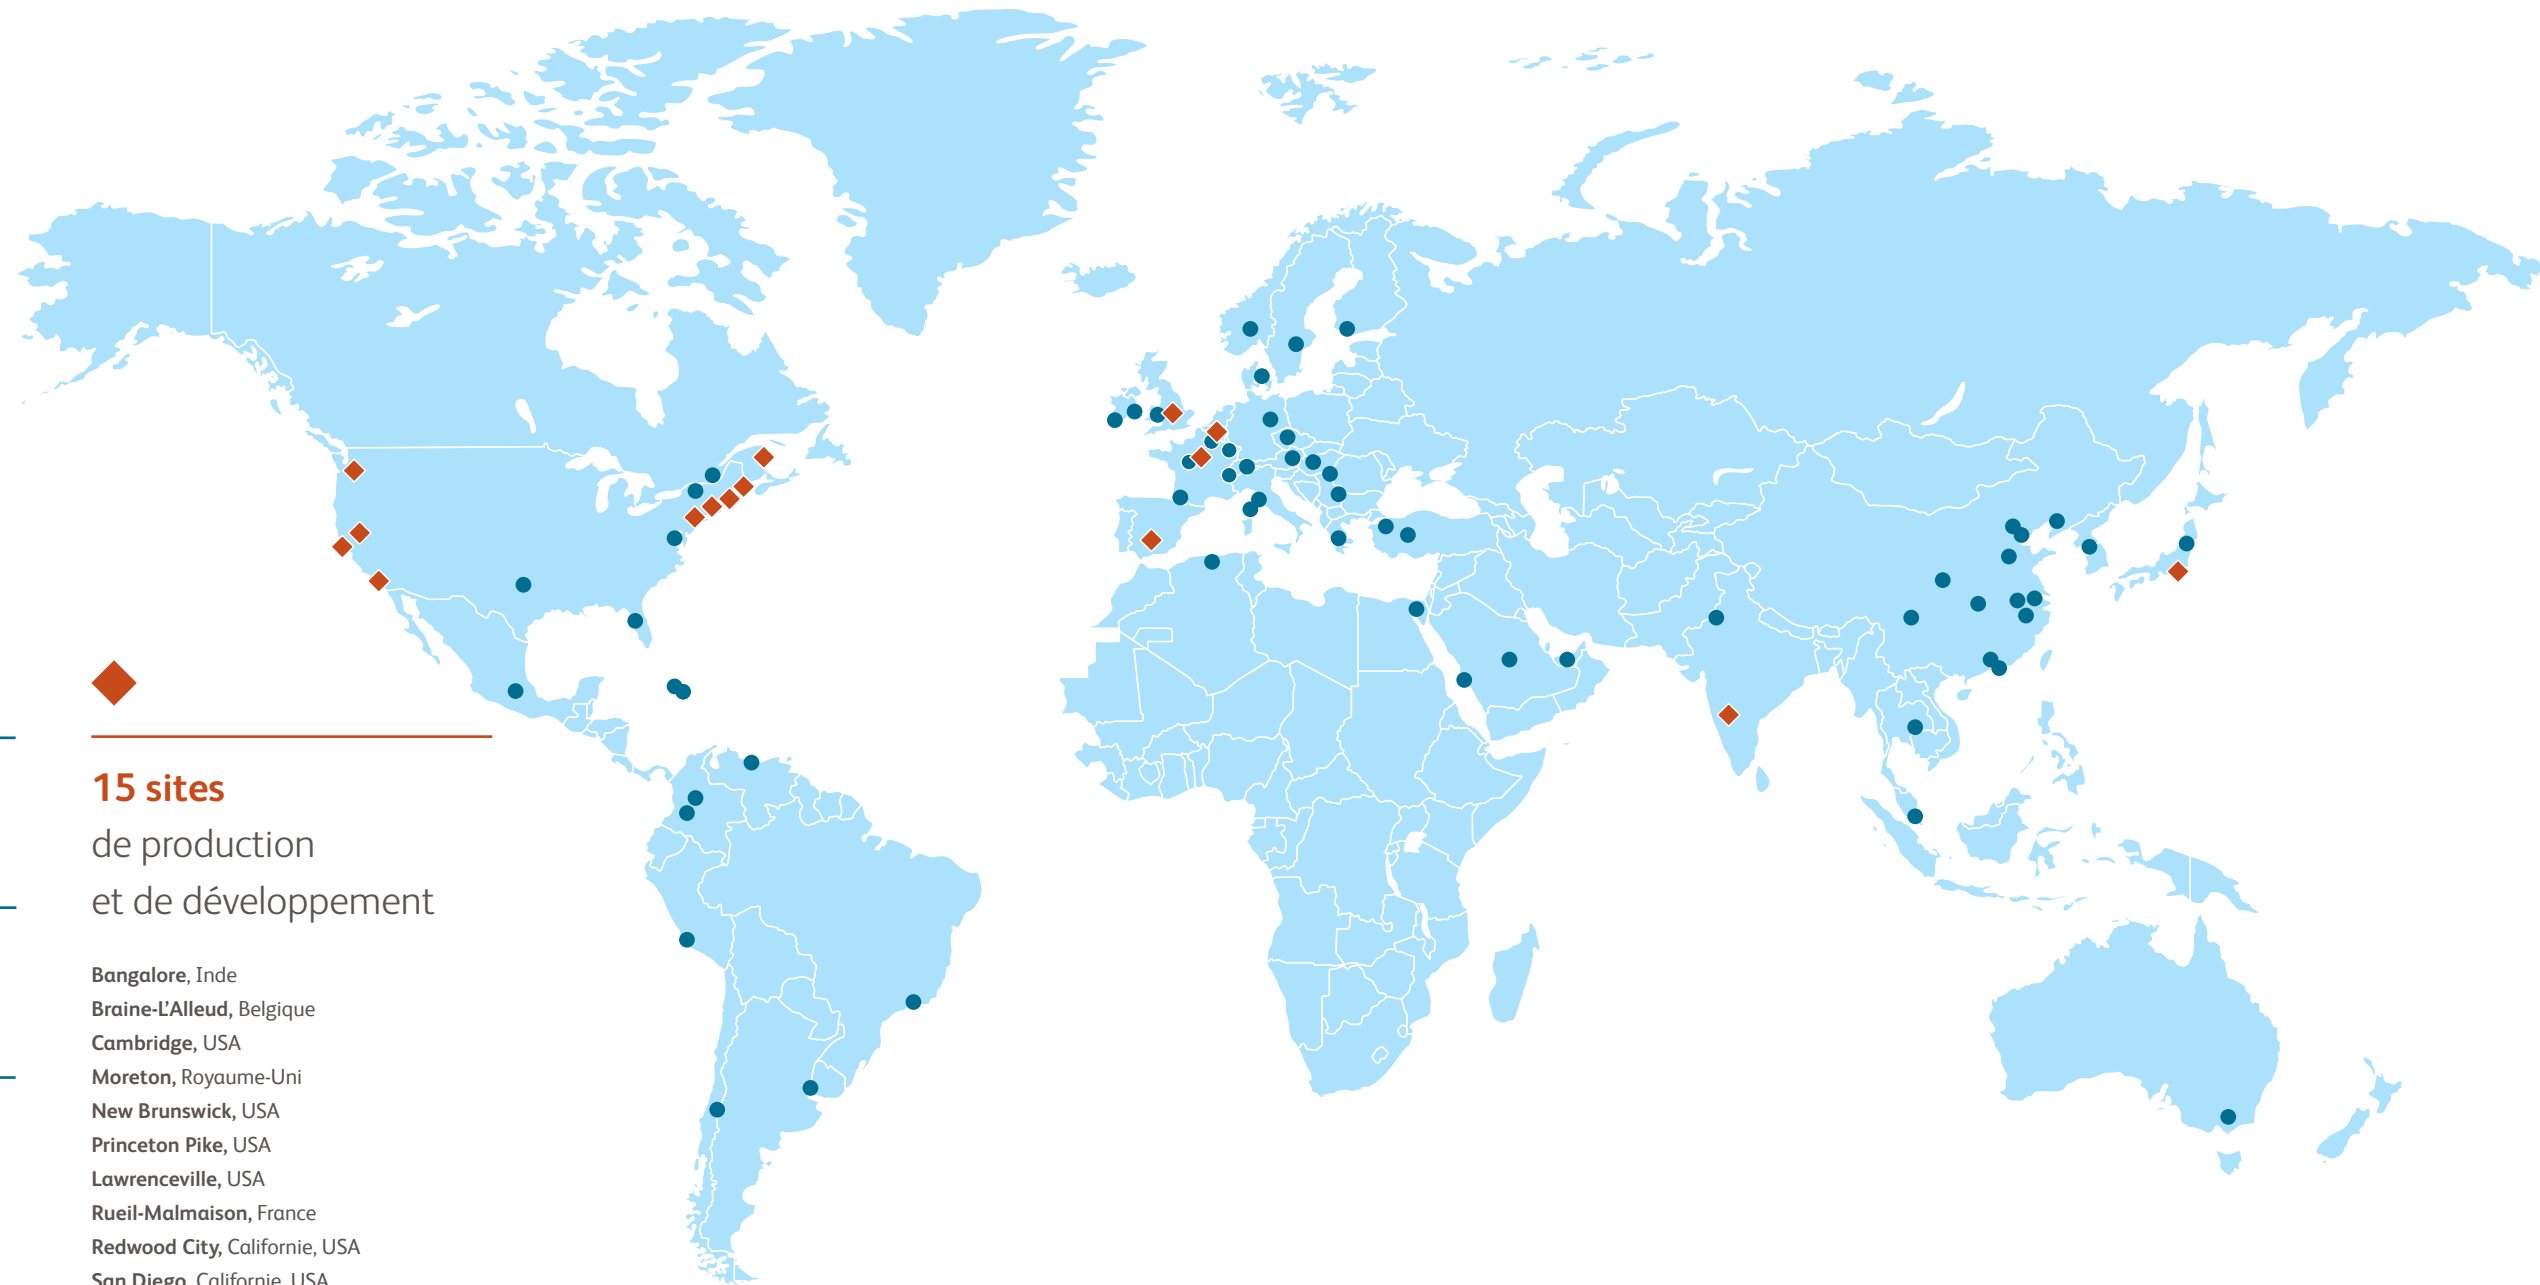 15 sites
de production
et de développement
Bangalore, Inde
Braine-L'Alleud, Belgique
Cambridge, USA
Moreton, Royaume-Uni
New Brunswick, USA
Princeton Pike, USA
Lawrenceville, USA
Rueil-Malmaison, France
Redwood City, Californie, USA
San Diego, Californie, USA